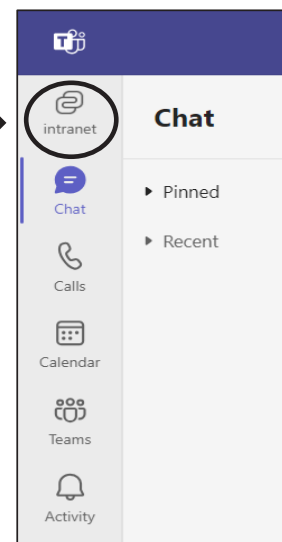 intranet
Chat
Chat
Pinned
Recent
Calls
Calendar
Teams
Activity